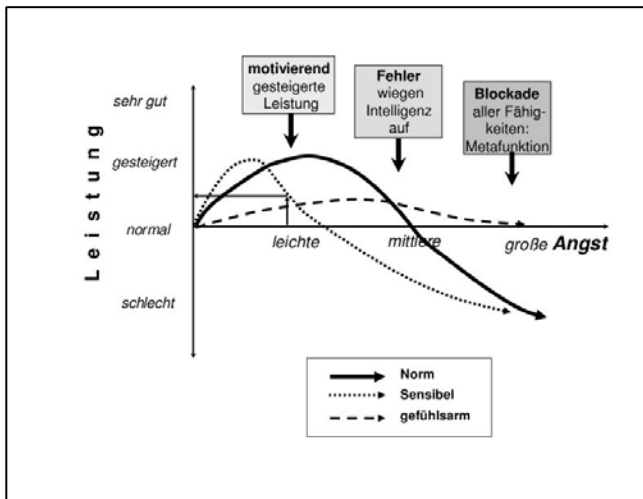 motivierend
gesteigerte
Leistung
Fehler
wiegen
Intelligenz
auf
Blockade
aller Fähig-
keiten:
Metafunktion
Leistung
sehr gut
gesteigert
normal
schlecht
leichte
mittlere
große Angst
Norm
Sensibel
gefühlsarm